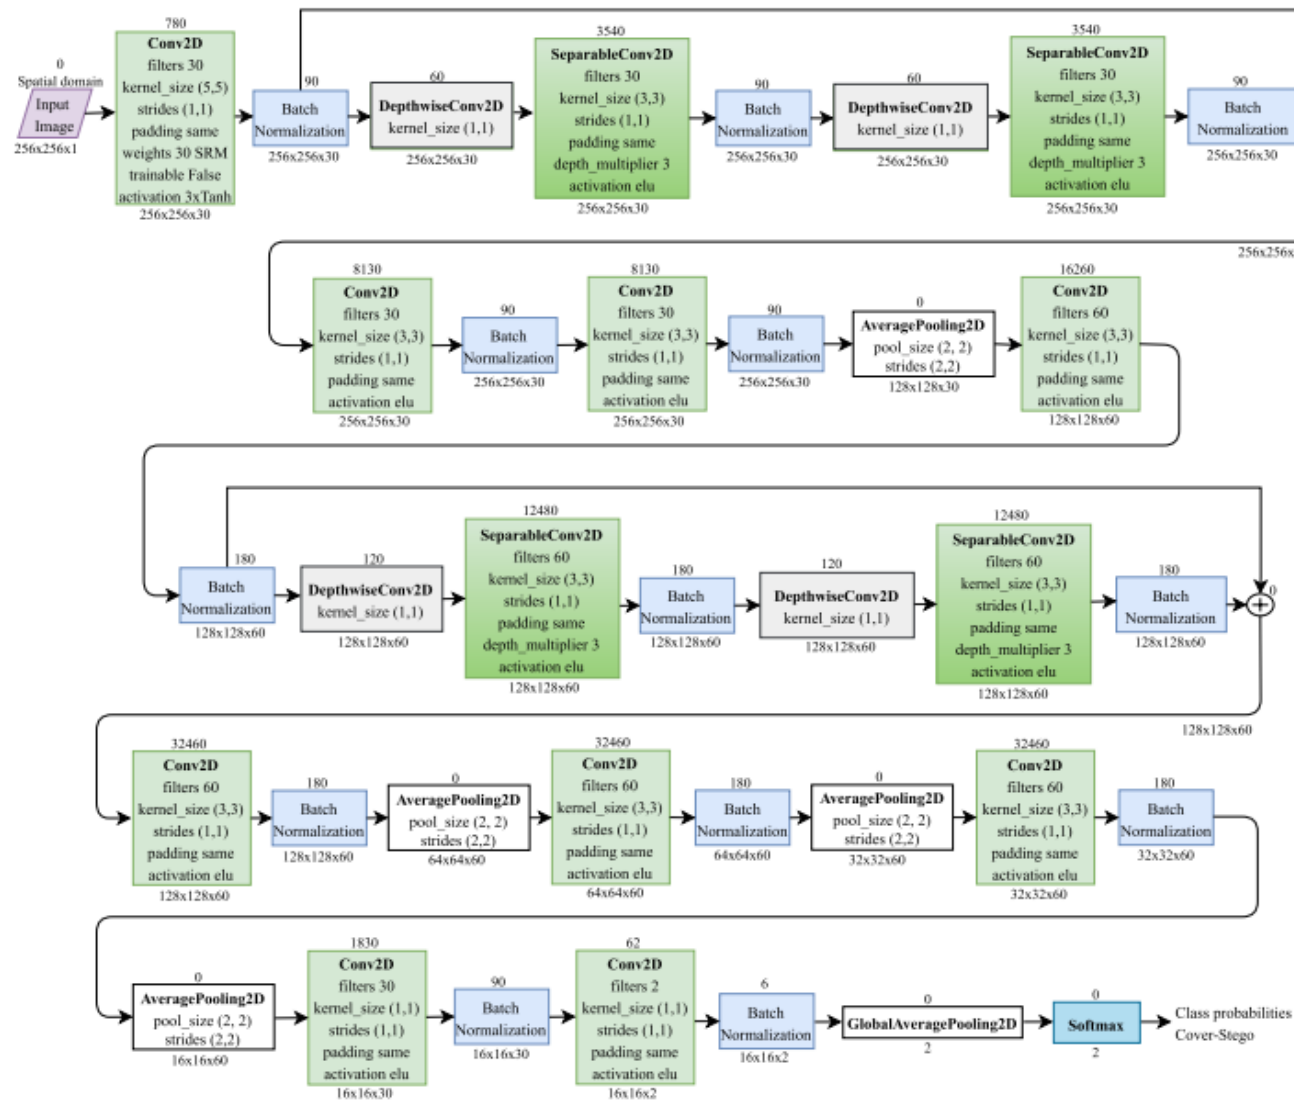 0
Spatial domain
Input
Image
256x256x1
780
Conv2D
filters 30
kernel_size (5,5)
strides (1,1)
padding same
weights 30 SRM
trainable False
activation 3xTanh
256x256x30
90
Batch
Normalization
256x256x30
60
DepthwiseConv2D
kernel_size (1,1)
256x256x30
3540
SeparableConv2D
filters 30
kernel_size (3,3)
strides (1,1)
padding same
depth_multiplier 3
activation elu
256x256x30
90
Batch
Normalization
256x256x30
60
DepthwiseConv2D
kernel_size (1,1)
256x256x30
3540
SeparableConv2D
filters 30
kernel_size (3,3)
strides (1,1)
padding same
depth_multiplier 3
activation elu
256x256x30
90
Batch
Normalization
256x256x30
256x256x
8130
Conv2D
filters 30
kernel_size (3,3)
strides (1,1)
padding same
activation elu
256x256x30
90
Batch
Normalization
256x256x30
8130
Conv2D
filters 30
kernel_size (3,3)
strides (1,1)
padding same
activation elu
256x256x30
90
Batch
Normalization
256x256x30
0
AveragePooling2D
pool_size (2, 2)
strides (2,2)
128x128x30
16260
Conv2D
filters 60
kernel_size (3,3)
strides (1,1)
padding same
activation elu
128x128x60
180
Batch
Normalization
128x128x60
120
DepthwiseConv2D
kernel_size (1,1)
128x128x60
12480
SeparableConv2D
filters 60
kernel_size (3,3)
strides (1,1)
padding same
depth_multiplier 3
activation elu
128x128x60
180
Batch
Normalization
128x128x60
120
DepthwiseConv2D
kernel_size (1,1)
128x128x60
12480
SeparableConv2D
filters 60
kernel_size (3,3)
strides (1,1)
padding same
depth_multiplier 3
activation elu
128x128x60
180
Batch
Normalization
128x128x60
0
+
128x128x60
32460
Conv2D
filters 60
kernel_size (3,3)
strides (1,1)
padding same
activation elu
128x128x60
180
Batch
Normalization
128x128x60
0
AveragePooling2D
pool_size (2, 2)
strides (2,2)
64x64x60
32460
Conv2D
filters 60
kernel_size (3,3)
strides (1,1)
padding same
activation elu
64x64x60
180
Batch
Normalization
64x64x60
0
AveragePooling2D
pool_size (2, 2)
strides (2,2)
32x32x60
32460
Conv2D
filters 60
kernel_size (3,3)
strides (1,1)
padding same
activation elu
32x32x60
180
Batch
Normalization
32x32x60
0
AveragePooling2D
pool_size (2, 2)
strides (2,2)
16x16x60
1830
Conv2D
filters 30
kernel_size (1,1)
strides (1,1)
padding same
activation elu
16x16x30
90
Batch
Normalization
16x16x30
62
Conv2D
filters 2
kernel_size (1,1)
strides (1,1)
padding same
activation elu
16x16x2
6
Batch
Normalization
16x16x2
0
GlobalAveragePooling2D
2
0
Softmax
2
Class probabilities
Cover-Stego